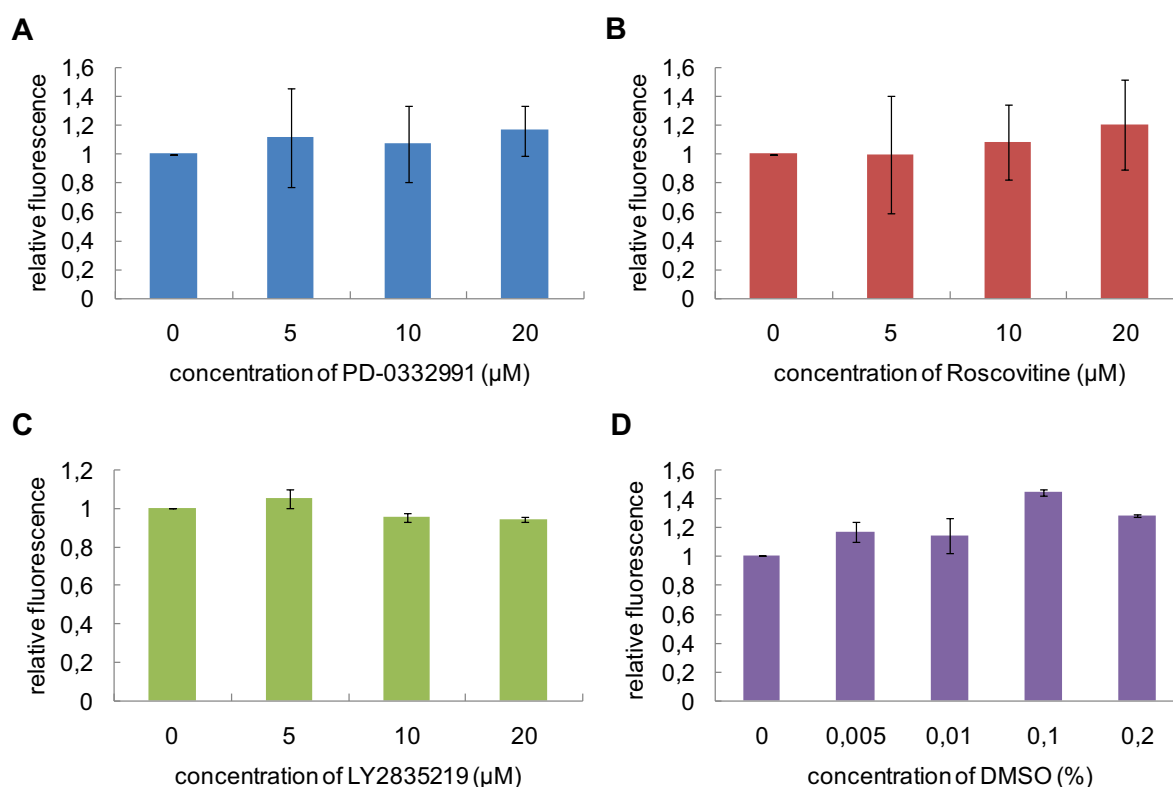 A
relative fluorescence
1,6
1,4
1,2
1
0,8
0,6
0,4
0,2
0
0 5 10 20
concentration of PD-0332991 (µM)
B
relative fluorescence
1,6
1,4
1,2
1
0,8
0,6
0,4
0,2
0
0 5 10 20
concentration of Roscovitine (µM)
C
relative fluorescence
1,2
1
0,8
0,6
0,4
0,2
0
0 5 10 20
concentration of LY2835219 (µM)
D
relative fluorescence
1,6
1,4
1,2
1
0,8
0,6
0,4
0,2
0
0 0,005 0,01 0,1 0,2
concentration of DMSO (%)